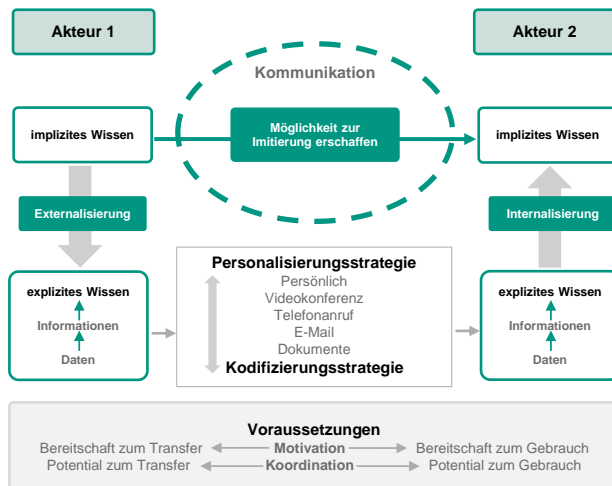 Akteur 1
Akteur 2
Kommunikation
implizites Wissen
Möglichkeit zur
Imitierung erschaffen
implizites Wissen
Externalisierung
Internalisierung
explizites Wissen
Informationen
Daten
Personalisierungsstrategie
Persönlich
Videokonferenz
Telefonanruf
E-Mail
Dokumente
Kodifizierungsstrategie
explizites Wissen
Informationen
Daten
Voraussetzungen
Bereitschaft zum Transfer Motivation Bereitschaft zum Gebrauch
Potential zum Transfer Koordination Potential zum Gebrauch